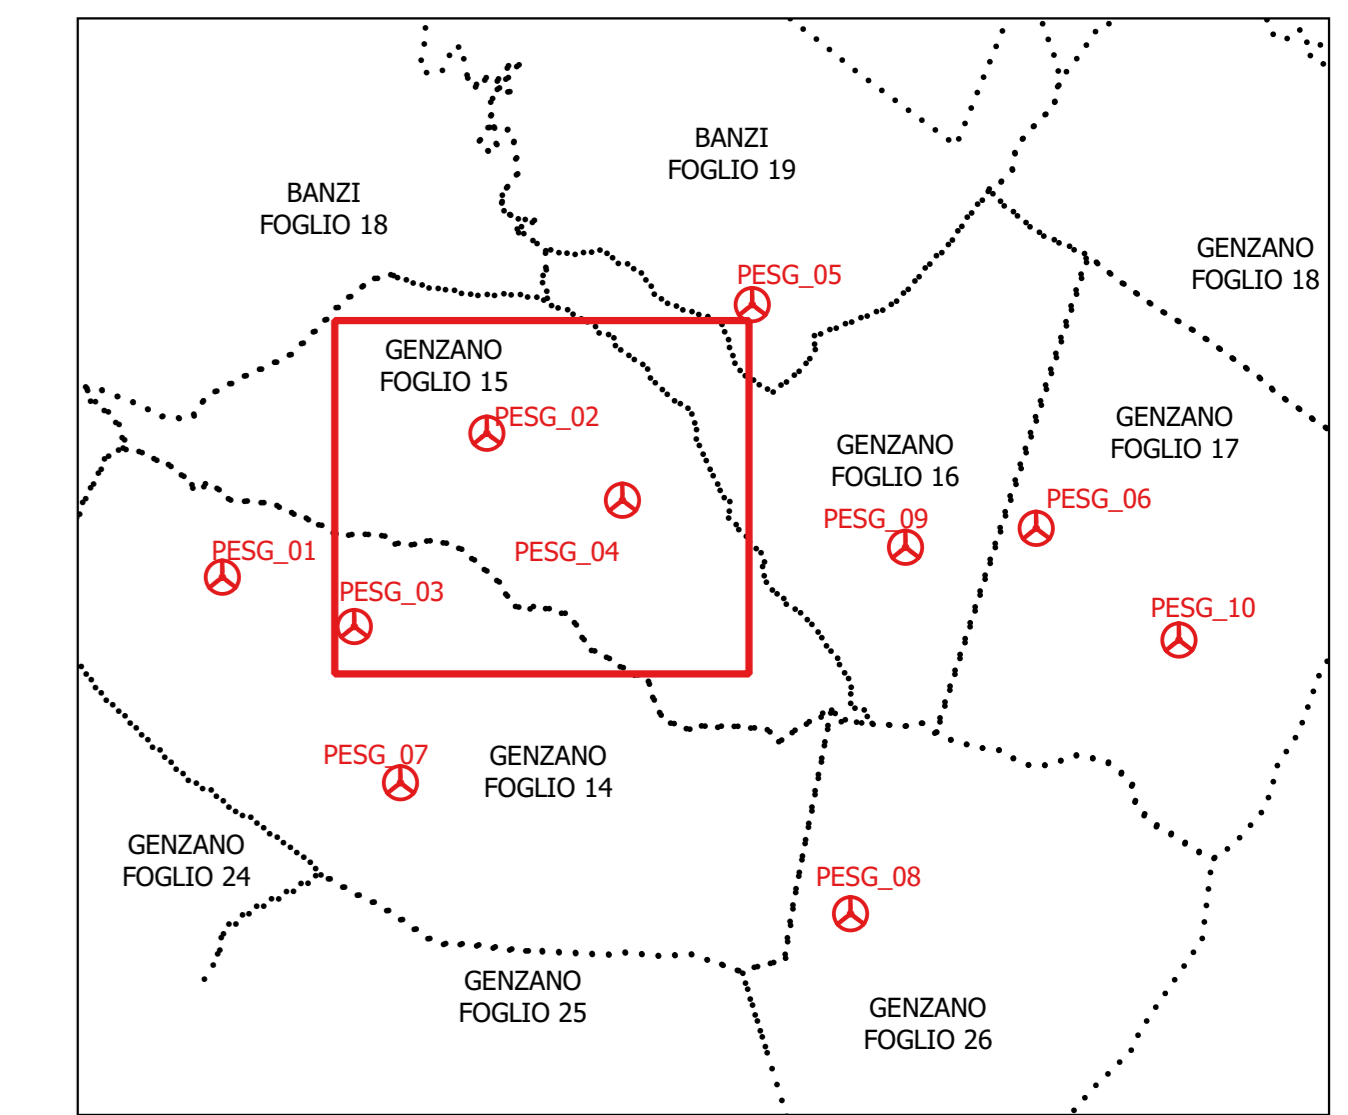 BANZI
FOGLIO 19
BANZI
FOGLIO 18
GENZANO
FOGLIO 18
PESG_05
GENZANO
FOGLIO 15
PESG_02
GENZANO
FOGLIO 17
GENZANO
FOGLIO 16
PESG_06
PESG_09
PESG_01
PESG_04
PESG_03
PESG_10
PESG_07
GENZANO
FOGLIO 14
GENZANO
FOGLIO 24
PESG_08
GENZANO
FOGLIO 25
GENZANO
FOGLIO 26